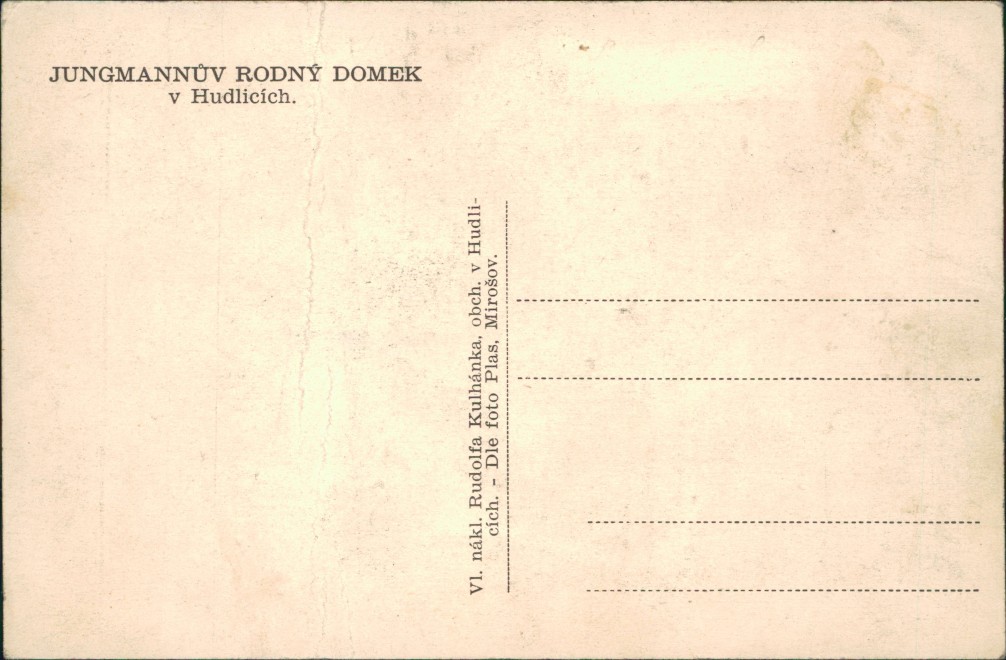 JUNGMANNŮV RODNÝ DOMEK
v Hudlicích.
Vl. nákl. Rudolfa Kulhánka, obch. v Hudli-
cích. - Dle foto Plas, Mirošov.